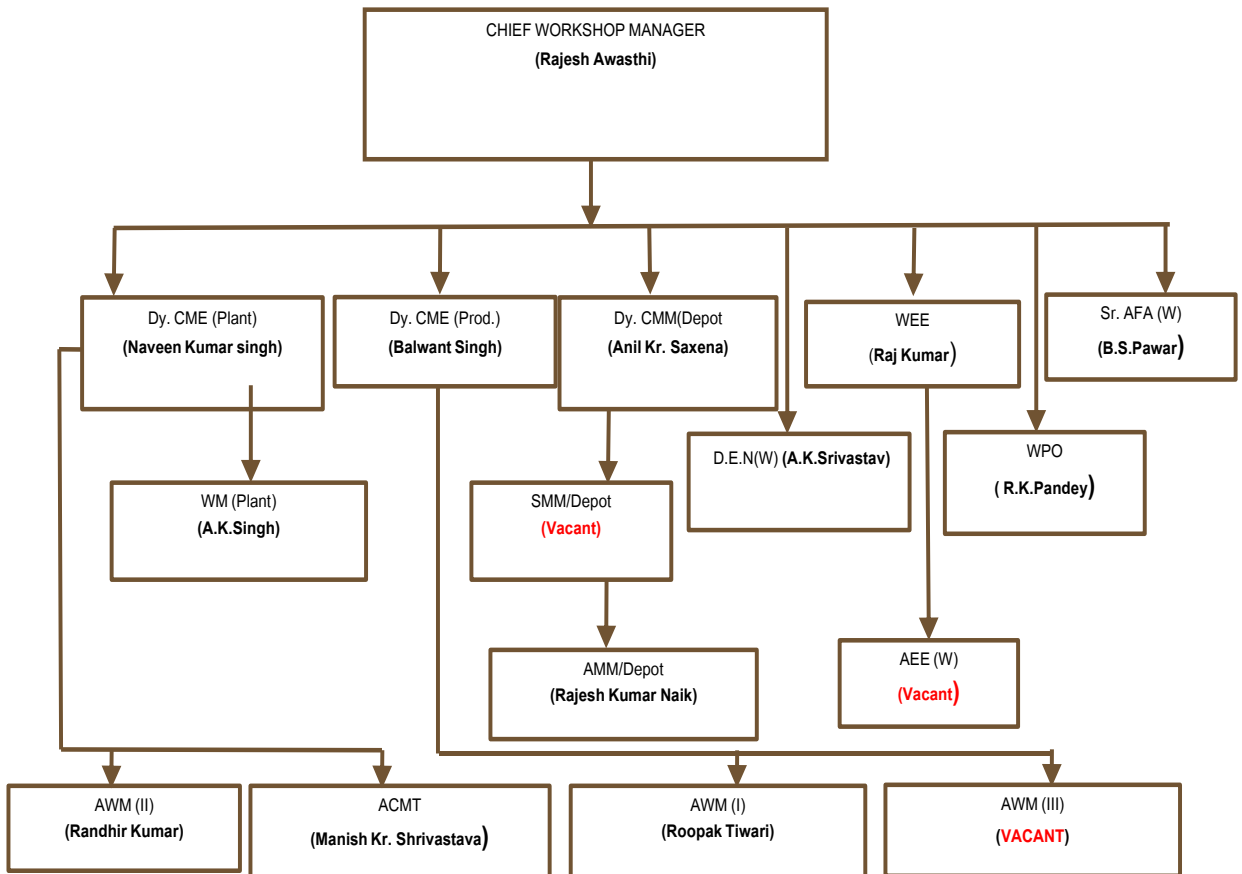 CHIEF WORKSHOP MANAGER
(Rajesh Awasthi)
Dy. CME (Plant)
(Naveen Kumar singh)
Dy. CME (Prod.)
(Balwant Singh)
Dy. CMM(Depot
(Anil Kr. Saxena)
WEE
(Raj Kumar)
Sr. AFA (W)
(B.S.Pawar)
D.E.N(W) (A.K.Srivastav)
WPO
( R.K.Pandey)
WM (Plant)
(A.K.Singh)
SMM/Depot
(Vacant)
AMM/Depot
(Rajesh Kumar Naik)
AEE (W)
(Vacant)
AWM (II)
(Randhir Kumar)
ACMT
(Manish Kr. Shrivastava)
AWM (I)
(Roopak Tiwari)
AWM (III)
(VACANT)